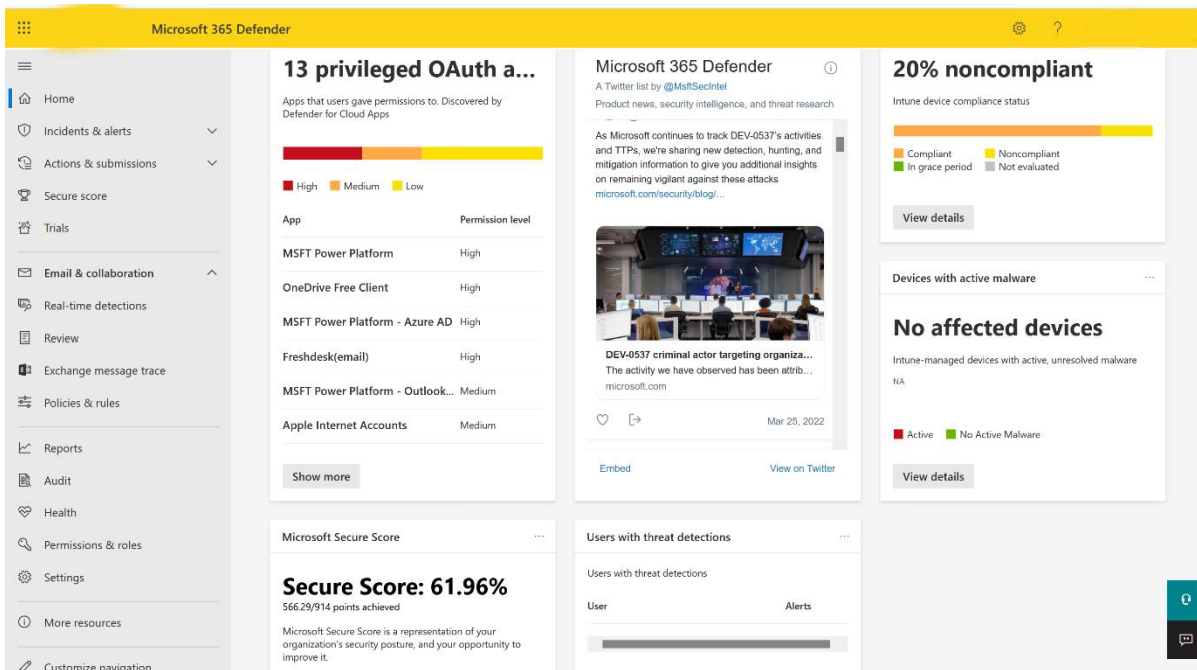 Microsoft 365 Defender
?
Home
Incidents & alerts
Actions & submissions
Secure score
Trials
Email & collaboration
Real-time detections
Review
Exchange message trace
Policies & rules
Reports
Audit
Health
Permissions & roles
Settings
More resources
Customize navigation
13 privileged OAuth a...
Apps that users gave permissions to. Discovered by
Defender for Cloud Apps
High Medium Low
App Permission level
MSFT Power Platform High
OneDrive Free Client High
MSFT Power Platform - Azure AD High
Freshdesk(email) High
MSFT Power Platform - Outlook... Medium
Apple Internet Accounts Medium
Show more
Microsoft 365 Defender
A Twitter list by @MsftSecIntel
Product news, security intelligence, and threat research
As Microsoft continues to track DEV-0537's activities
and TTPs, we're sharing new detection, hunting, and
mitigation information to give you additional insights
on remaining vigilant against these attacks
microsoft.com/security/blog/...
DEV-0537 criminal actor targeting organiza...
The activity we have observed has been attrib...
microsoft.com
Mar 25, 2022
Embed View on Twitter
20% noncompliant
Intune device compliance status
Compliant Noncompliant
In grace period Not evaluated
View details
Devices with active malware ...
No affected devices
Intune-managed devices with active, unresolved malware
NA
Active No Active Malware
View details
Microsoft Secure Score ...
Secure Score: 61.96%
566.29/914 points achieved
Microsoft Secure Score is a representation of your
organization's security posture, and your opportunity to
improve it.
Users with threat detections ...
Users with threat detections
User Alerts